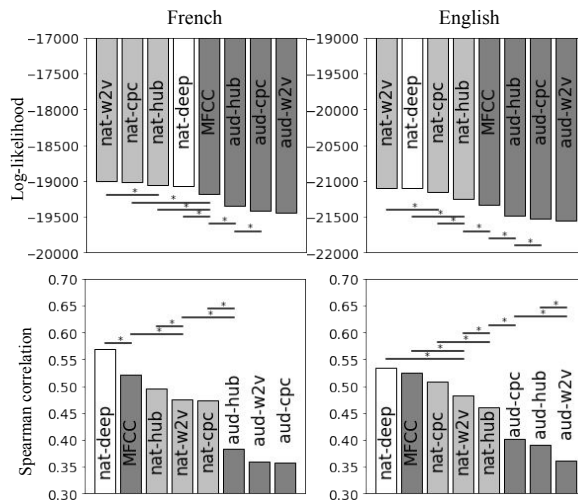 French
English
Log-likelihood
−17000
−17500
−18000
−18500
−19000
−19500
−20000
nat-w2v
nat-cpc
nat-hub
nat-deep
MFCC
aud-hub
aud-cpc
aud-w2v
* * * * * *
−19000
−19500
−20000
−20500
−21000
−21500
−22000
nat-w2v
nat-deep
nat-cpc
nat-hub
MFCC
aud-hub
aud-cpc
aud-w2v
* * * * * *
Spearman correlation
0.70
0.65
0.60
0.55
0.50
0.45
0.40
0.35
0.30
nat-deep
MFCC
nat-hub
nat-w2v
nat-cpc
aud-hub
aud-w2v
aud-cpc
* * * * *
0.70
0.65
0.60
0.55
0.50
0.45
0.40
0.35
0.30
nat-deep
MFCC
nat-cpc
nat-w2v
nat-hub
aud-cpc
aud-hub
aud-w2v
* * * * * * *